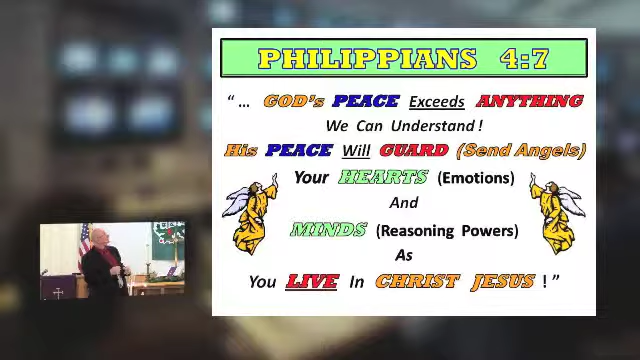 PHILIPPIANS 4:7
“ … GOD's PEACE Exceeds ANYTHING
We Can Understand !
His PEACE Will GUARD (Send Angels)
Your HEARTS (Emotions)
And
MINDS (Reasoning Powers)
As
You LIVE In CHRIST JESUS ! ”